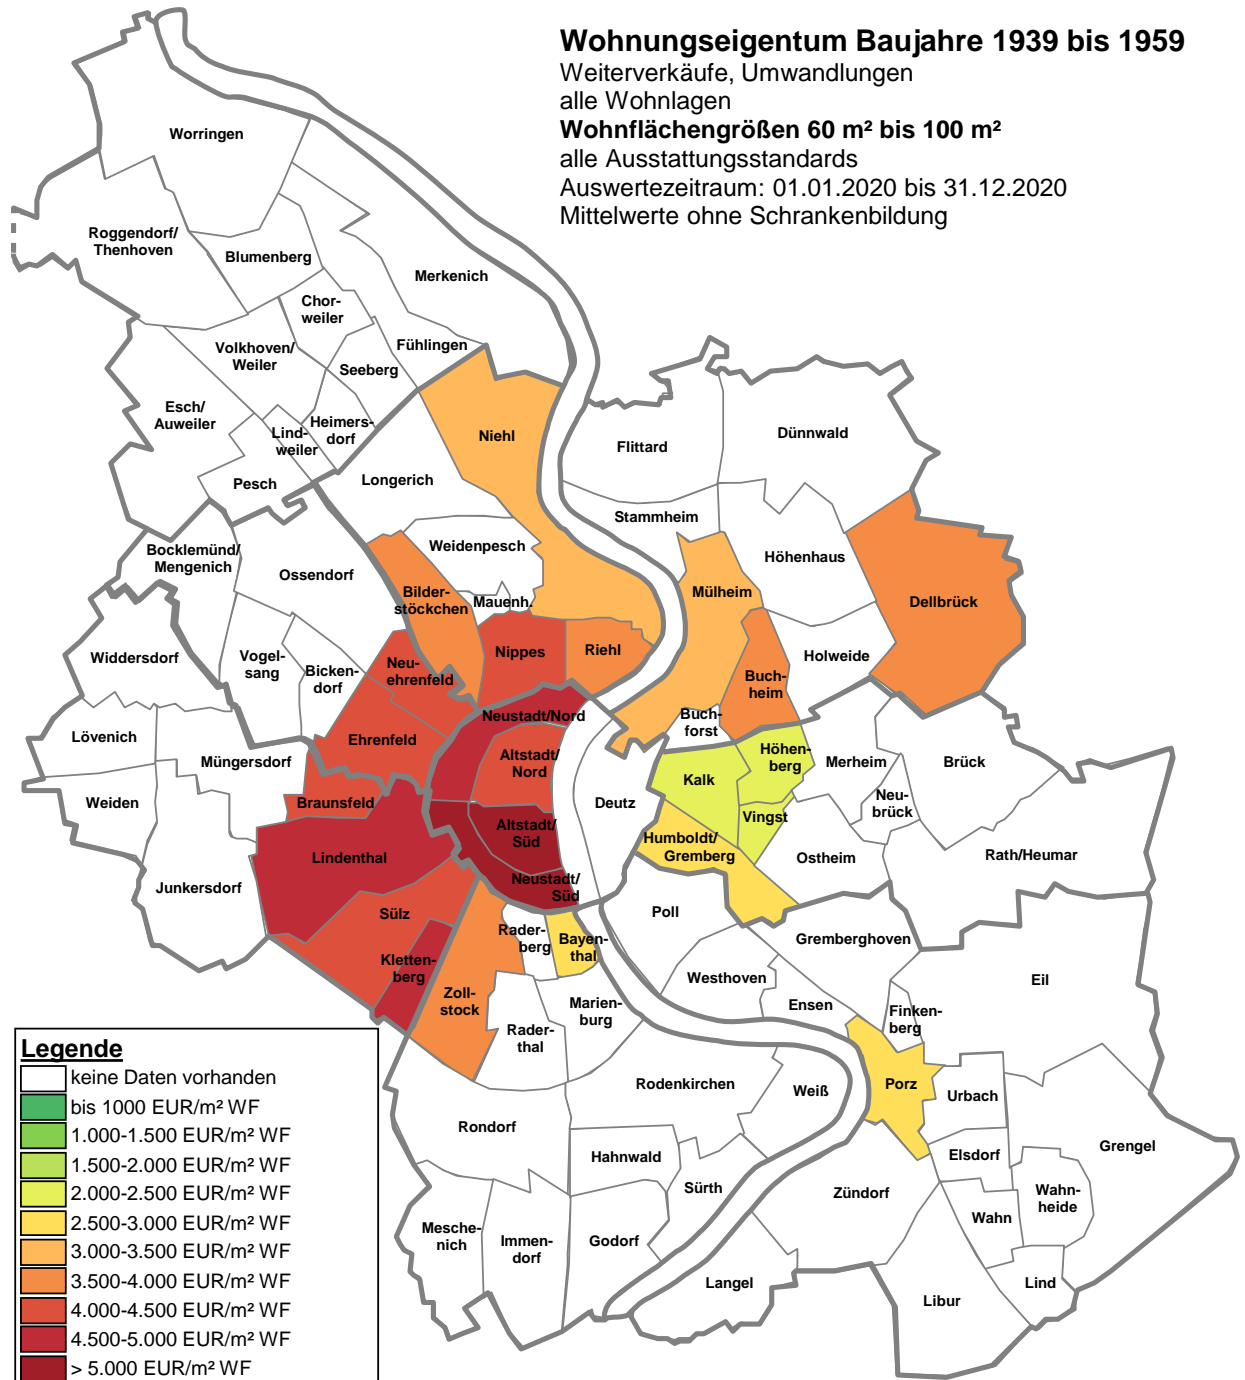 Wohnungseigentum Baujahre 1939 bis 1959
Weiterverkäufe, Umwandlungen
alle Wohnlagen
Wohnflächengrößen 60 m² bis 100 m²
alle Ausstattungsstandards
Auswertezeitraum: 01.01.2020 bis 31.12.2020
Mittelwerte ohne Schrankenbildung
Worringen
Roggendorf/
Thenhoven
Blumenberg
Merkenich
Chor-
weiler
Volkhoven/
Weiler
Fühlingen
Seeberg
Esch/
Auweiler
Heimers-
dorf
Lind-
weiler
Pesch
Niehl
Longerich
Flittard
Dünnwald
Stammheim
Höhenhaus
Bocklemünd/
Mengenich
Ossendorf
Weidenpesch
Bilder-
stöckchen
Mauenh.
Mülheim
Dellbrück
Widdersdorf
Vogel-
sang
Bicken-
dorf
Neu-
ehrenfeld
Nippes
Riehl
Buch-
heim
Holweide
Neustadt/Nord
Buch-
forst
Lövenich
Müngersdorf
Ehrenfeld
Altstadt/
Nord
Höhen-
berg
Merheim
Brück
Weiden
Braunsfeld
Deutz
Kalk
Neu-
brück
Vingst
Altstadt/
Süd
Humboldt/
Gremberg
Ostheim
Rath/Heumar
Lindenthal
Junkersdorf
Neustadt/
Süd
Sülz
Poll
Rader-
berg
Bayen-
thal
Gremberghoven
Kletten-
berg
Westhoven
Eil
Zoll-
stock
Marien-
burg
Ensen
Finken-
berg
Rader-
thal
Rodenkirchen
Weiß
Porz
Urbach
Rondorf
Grengel
Hahnwald
Elsdorf
Sürth
Zündorf
Wahn-
heide
Wahn
Mesche-
nich
Immen-
dorf
Godorf
Langel
Lind
Libur
Legende
keine Daten vorhanden
bis 1000 EUR/m² WF
1.000-1.500 EUR/m² WF
1.500-2.000 EUR/m² WF
2.000-2.500 EUR/m² WF
2.500-3.000 EUR/m² WF
3.000-3.500 EUR/m² WF
3.500-4.000 EUR/m² WF
4.000-4.500 EUR/m² WF
4.500-5.000 EUR/m² WF
> 5.000 EUR/m² WF